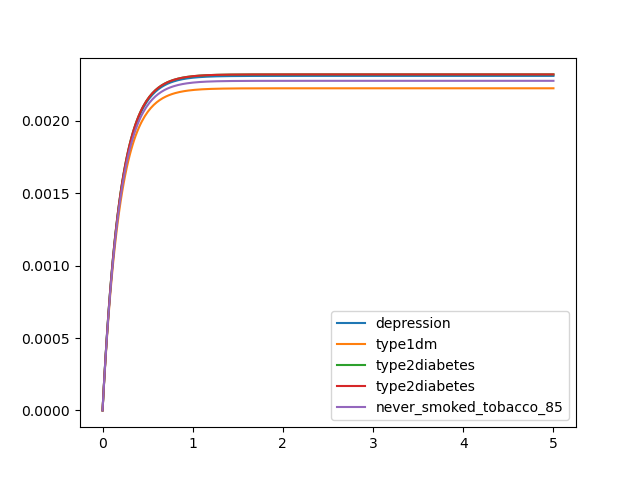 0.0020
0.0015
0.0010
0.0005
0.0000
0 1 2 3 4 5
depression
type1dm
type2diabetes
type2diabetes
never_smoked_tobacco_85